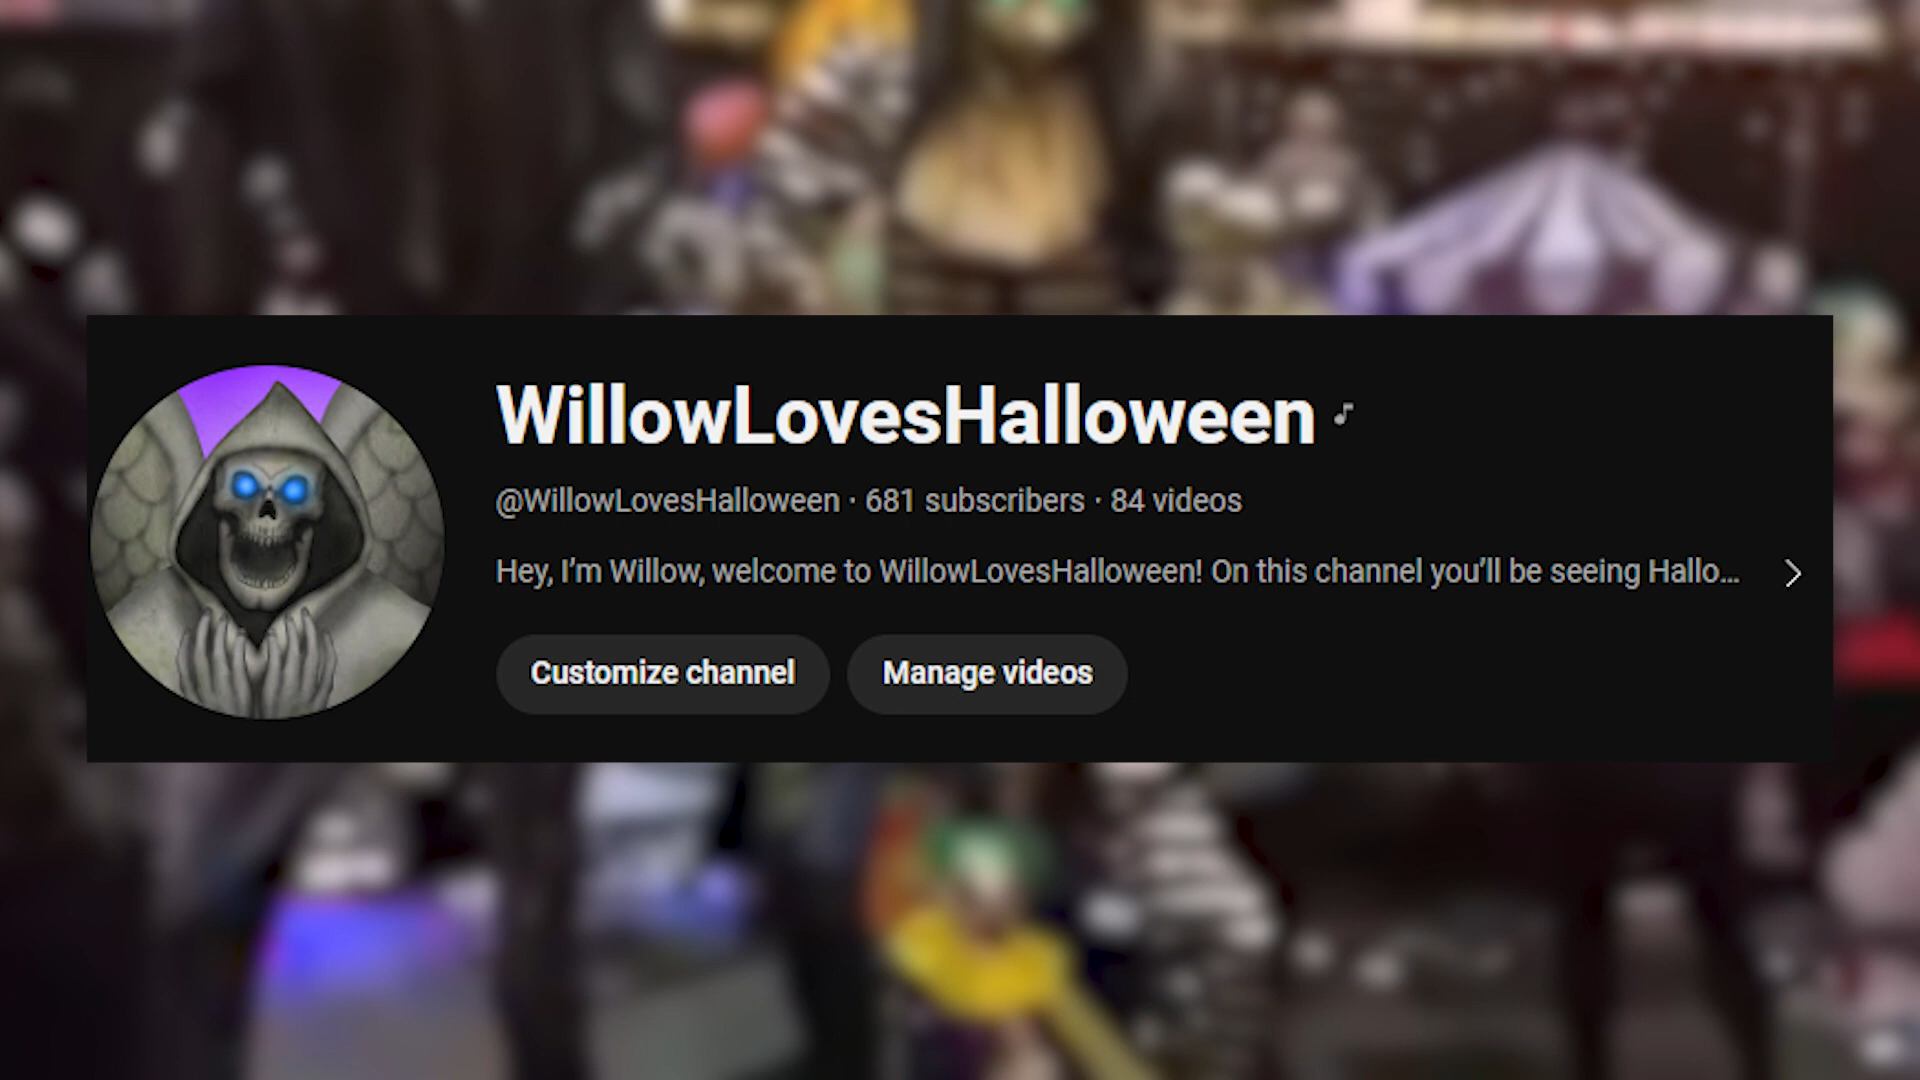 WillowLovesHalloween
@WillowLovesHalloween · 681 subscribers · 84 videos
Hey, I’m Willow, welcome to WillowLovesHalloween! On this channel you’ll be seeing Hallo...
Customize channel Manage videos